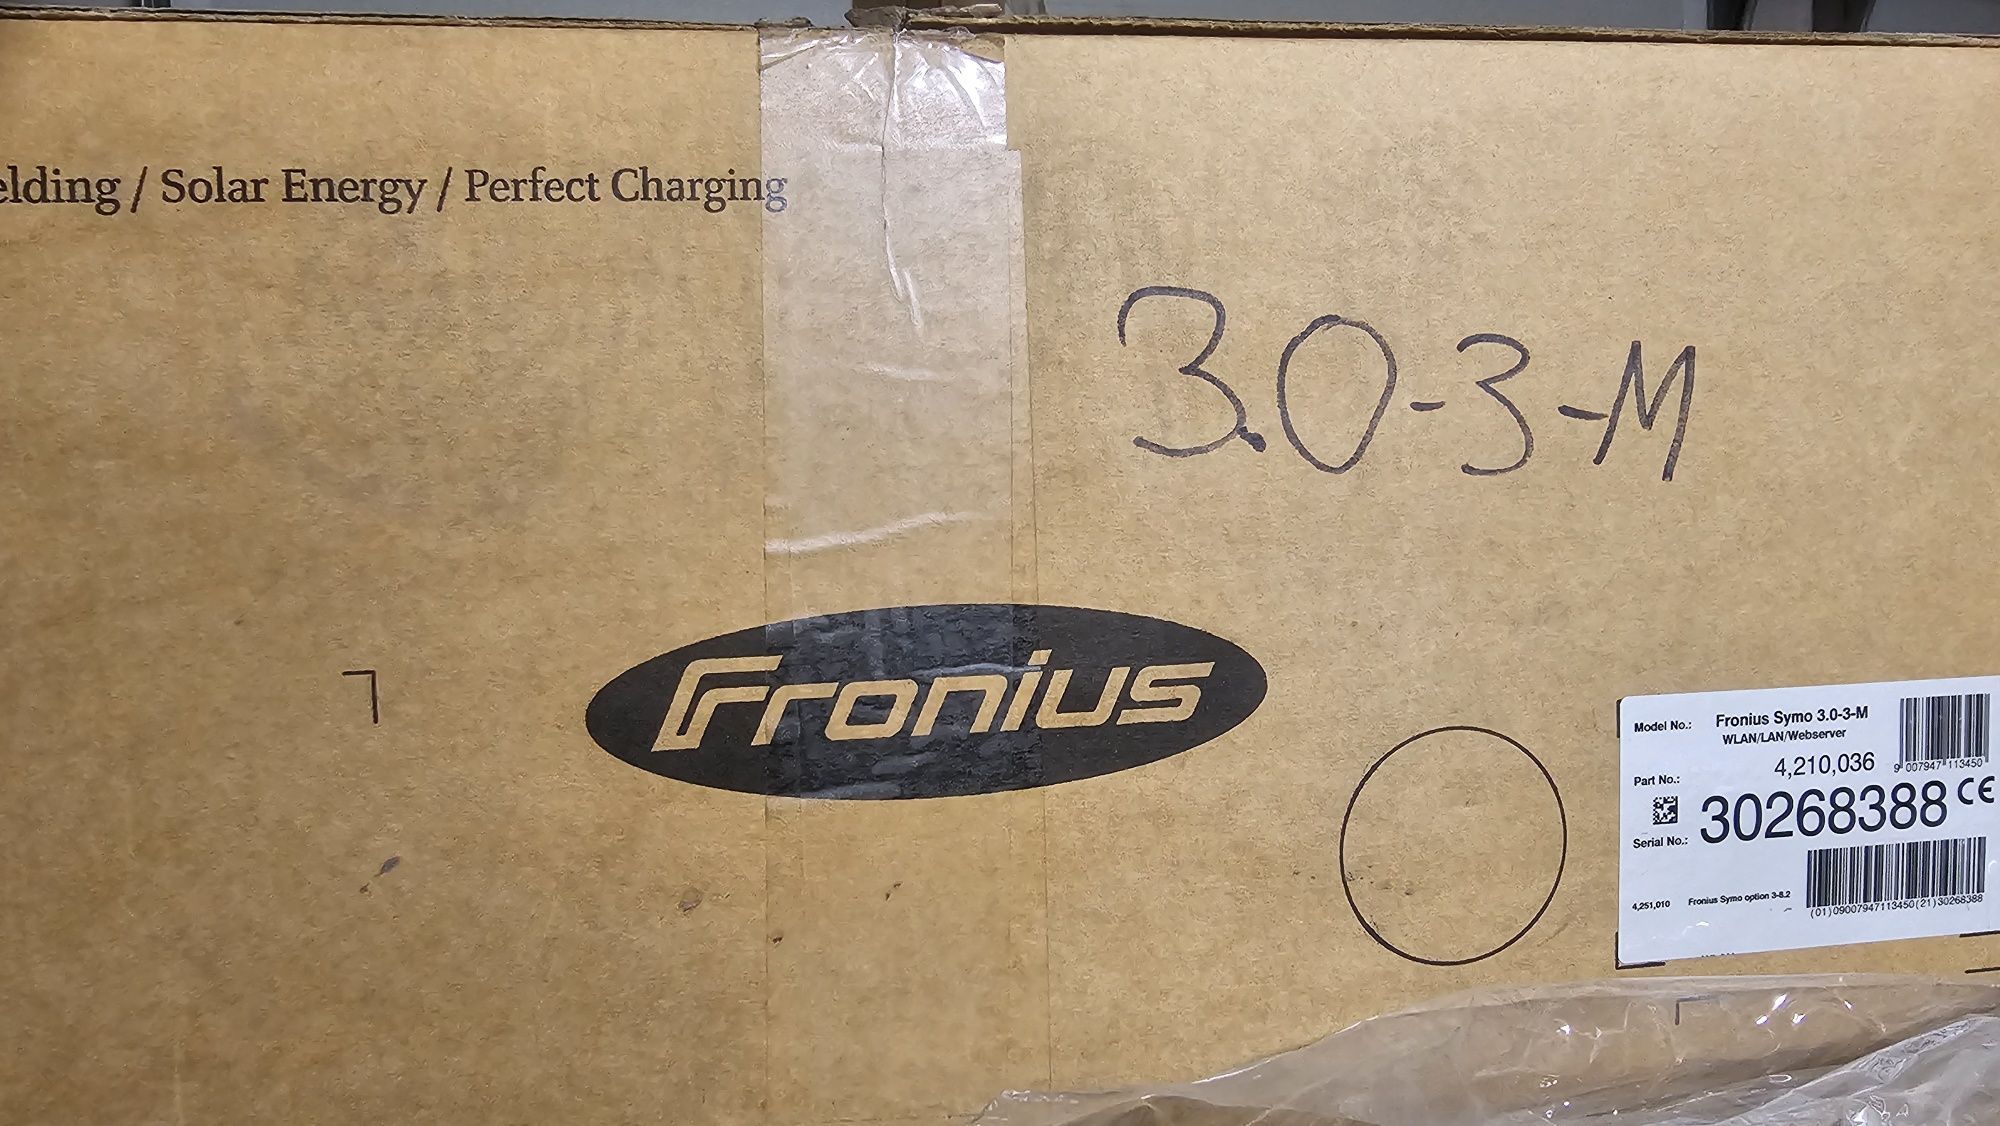 elding / Solar Energy / Perfect Charging
3.0-3-M
Fronius
Model No.: Fronius Symo 3.0-3-M
WLAN/LAN/Webserver
9 007947 113450
Part No.: 4,210,036
Serial No.: 30268388 CE
4,251,010 Fronius Symo option 3-8.2
(01)09007947113450(21)30268388